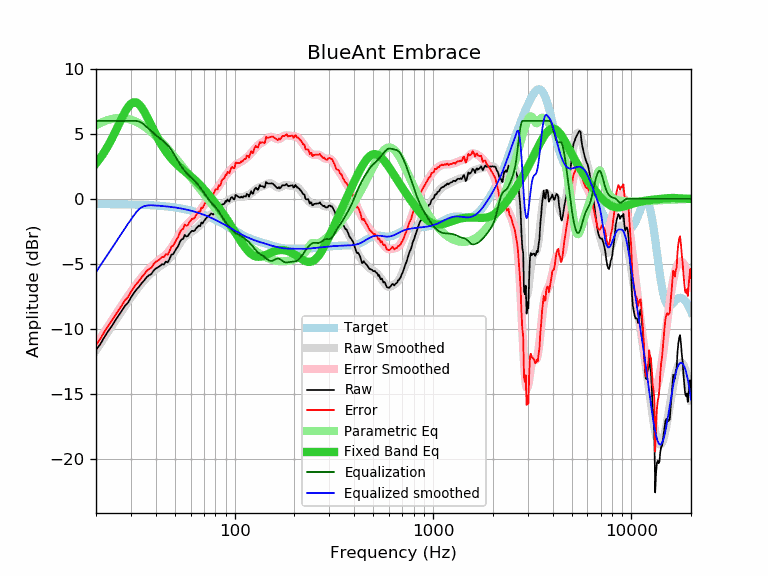 BlueAnt Embrace
10
5
0
−5
−10
−15
−20
Amplitude (dBr)
Target
Raw Smoothed
Error Smoothed
Raw
Error
Parametric Eq
Fixed Band Eq
Equalization
Equalized smoothed
100
1000
10000
Frequency (Hz)